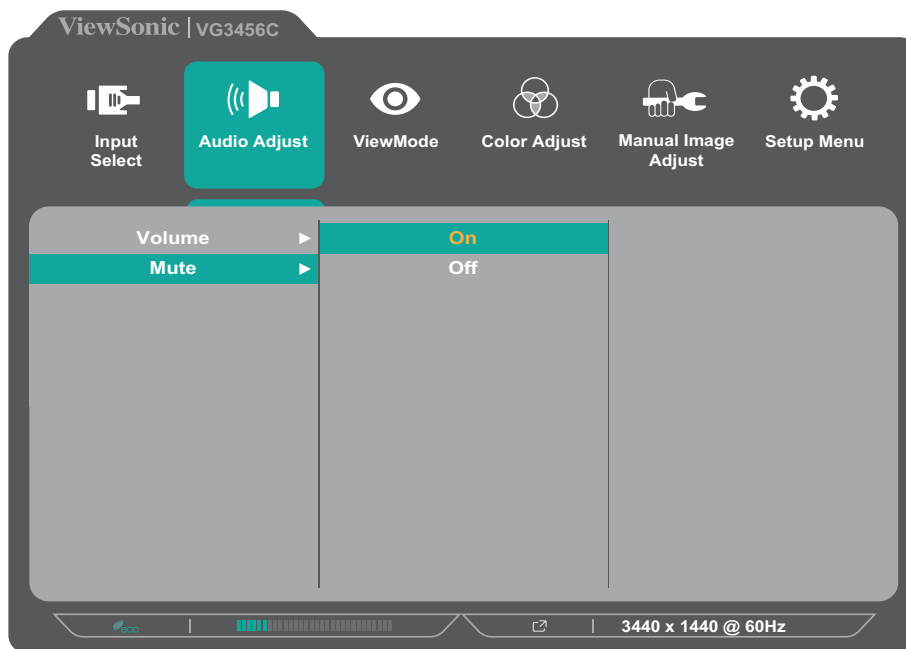 ViewSonic | VG3456C
Input Select
Audio Adjust
ViewMode
Color Adjust
Manual Image Adjust
Setup Menu
Volume
On
Mute
Off
eco
3440 x 1440 @ 60Hz